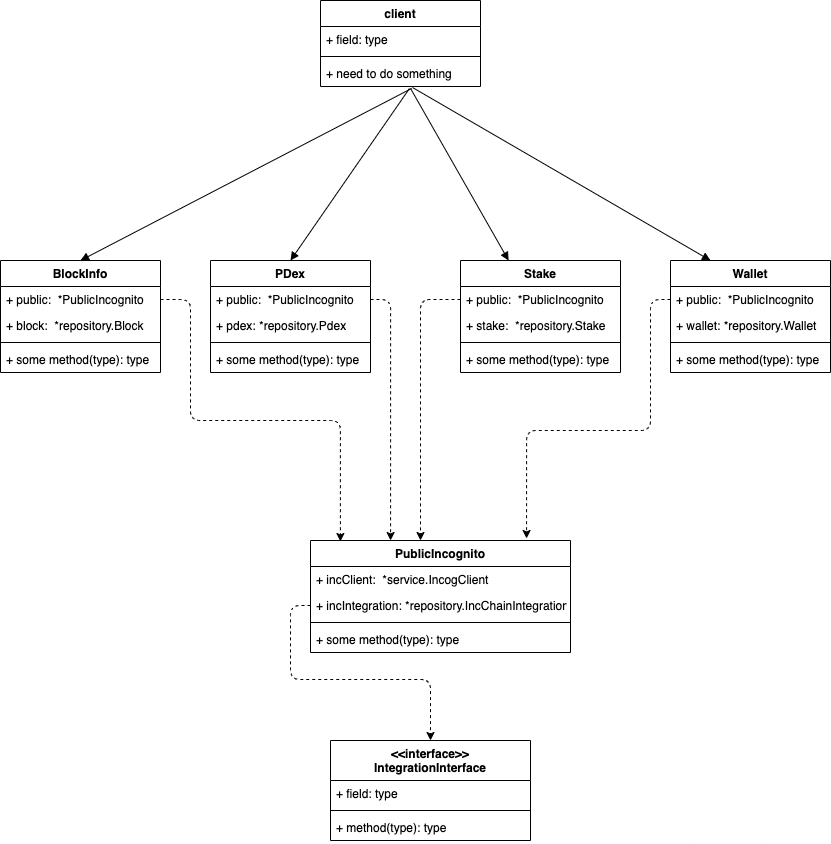 client
+ field: type
+ need to do something
BlockInfo
+ public:  *PublicIncognito
+ block:  *repository.Block
+ some method(type): type
PDex
+ public:  *PublicIncognito
+ pdex: *repository.Pdex
+ some method(type): type
Stake
+ public:  *PublicIncognito
+ stake:  *repository.Stake
+ some method(type): type
Wallet
+ public:  *PublicIncognito
+ wallet: *repository.Wallet
+ some method(type): type
PublicIncognito
+ incClient:  *service.IncogClient
+ incIntegration: *repository.IncChainIntegration
+ some method(type): type
<<interface>>
IntegrationInterface
+ field: type
+ method(type): type